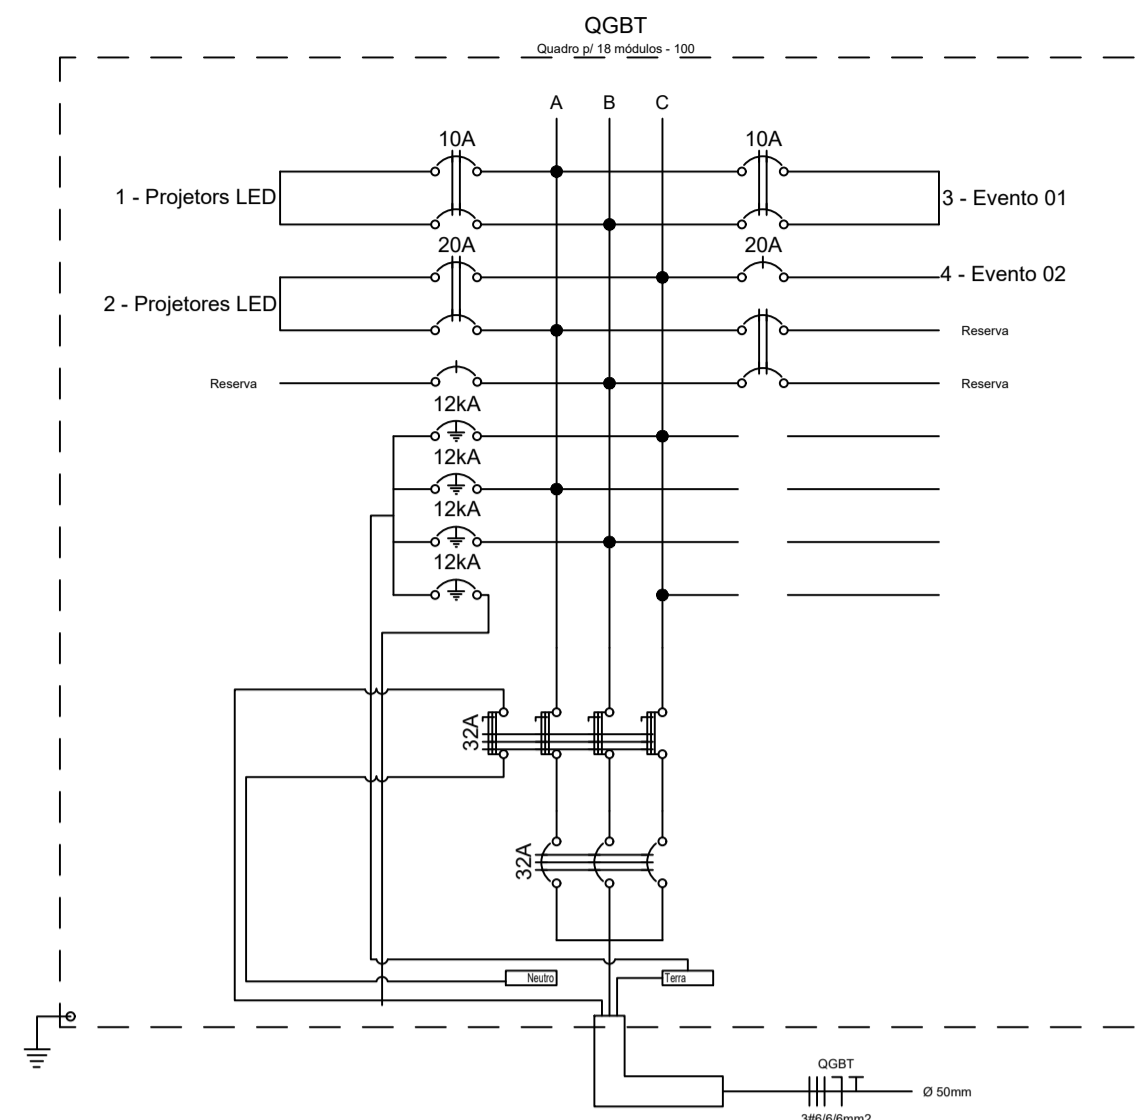 QGBT
Quadro p/ 18 módulos - 100
A B C
10A 10A
1 - Projetors LED
3 - Evento 01
20A 20A
4 - Evento 02
2 - Projetores LED
Reserva
Reserva
Reserva
12kA
12kA
12kA
12kA
32A
32A
Neutro
Terra
QGBT
Ø 50mm
3#6/6/6mm2